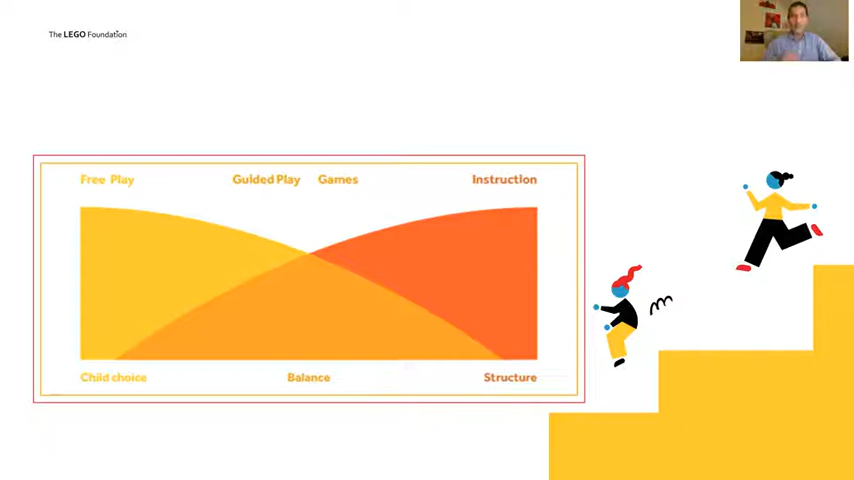 The LEGO Foundation
Free Play Guided Play Games Instruction
Child choice Balance Structure